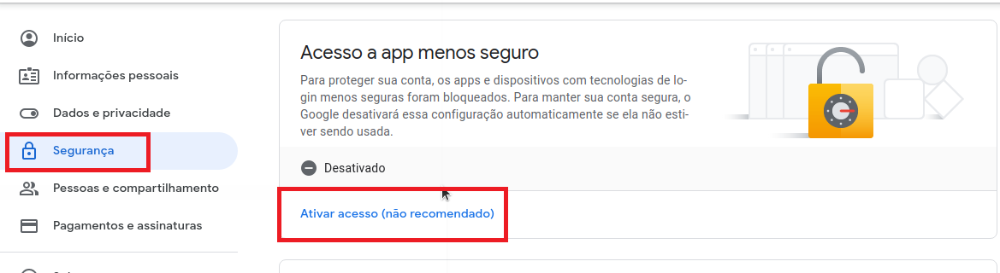 Início
Informações pessoais
Dados e privacidade
Segurança
Pessoas e compartilhamento
Pagamentos e assinaturas
Acesso a app menos seguro
Para proteger sua conta, os apps e dispositivos com tecnologias de lo-
gin menos seguras foram bloqueados. Para manter sua conta segura, o
Google desativará essa configuração automaticamente se ela não esti-
ver sendo usada.
Desativado
Ativar acesso (não recomendado)